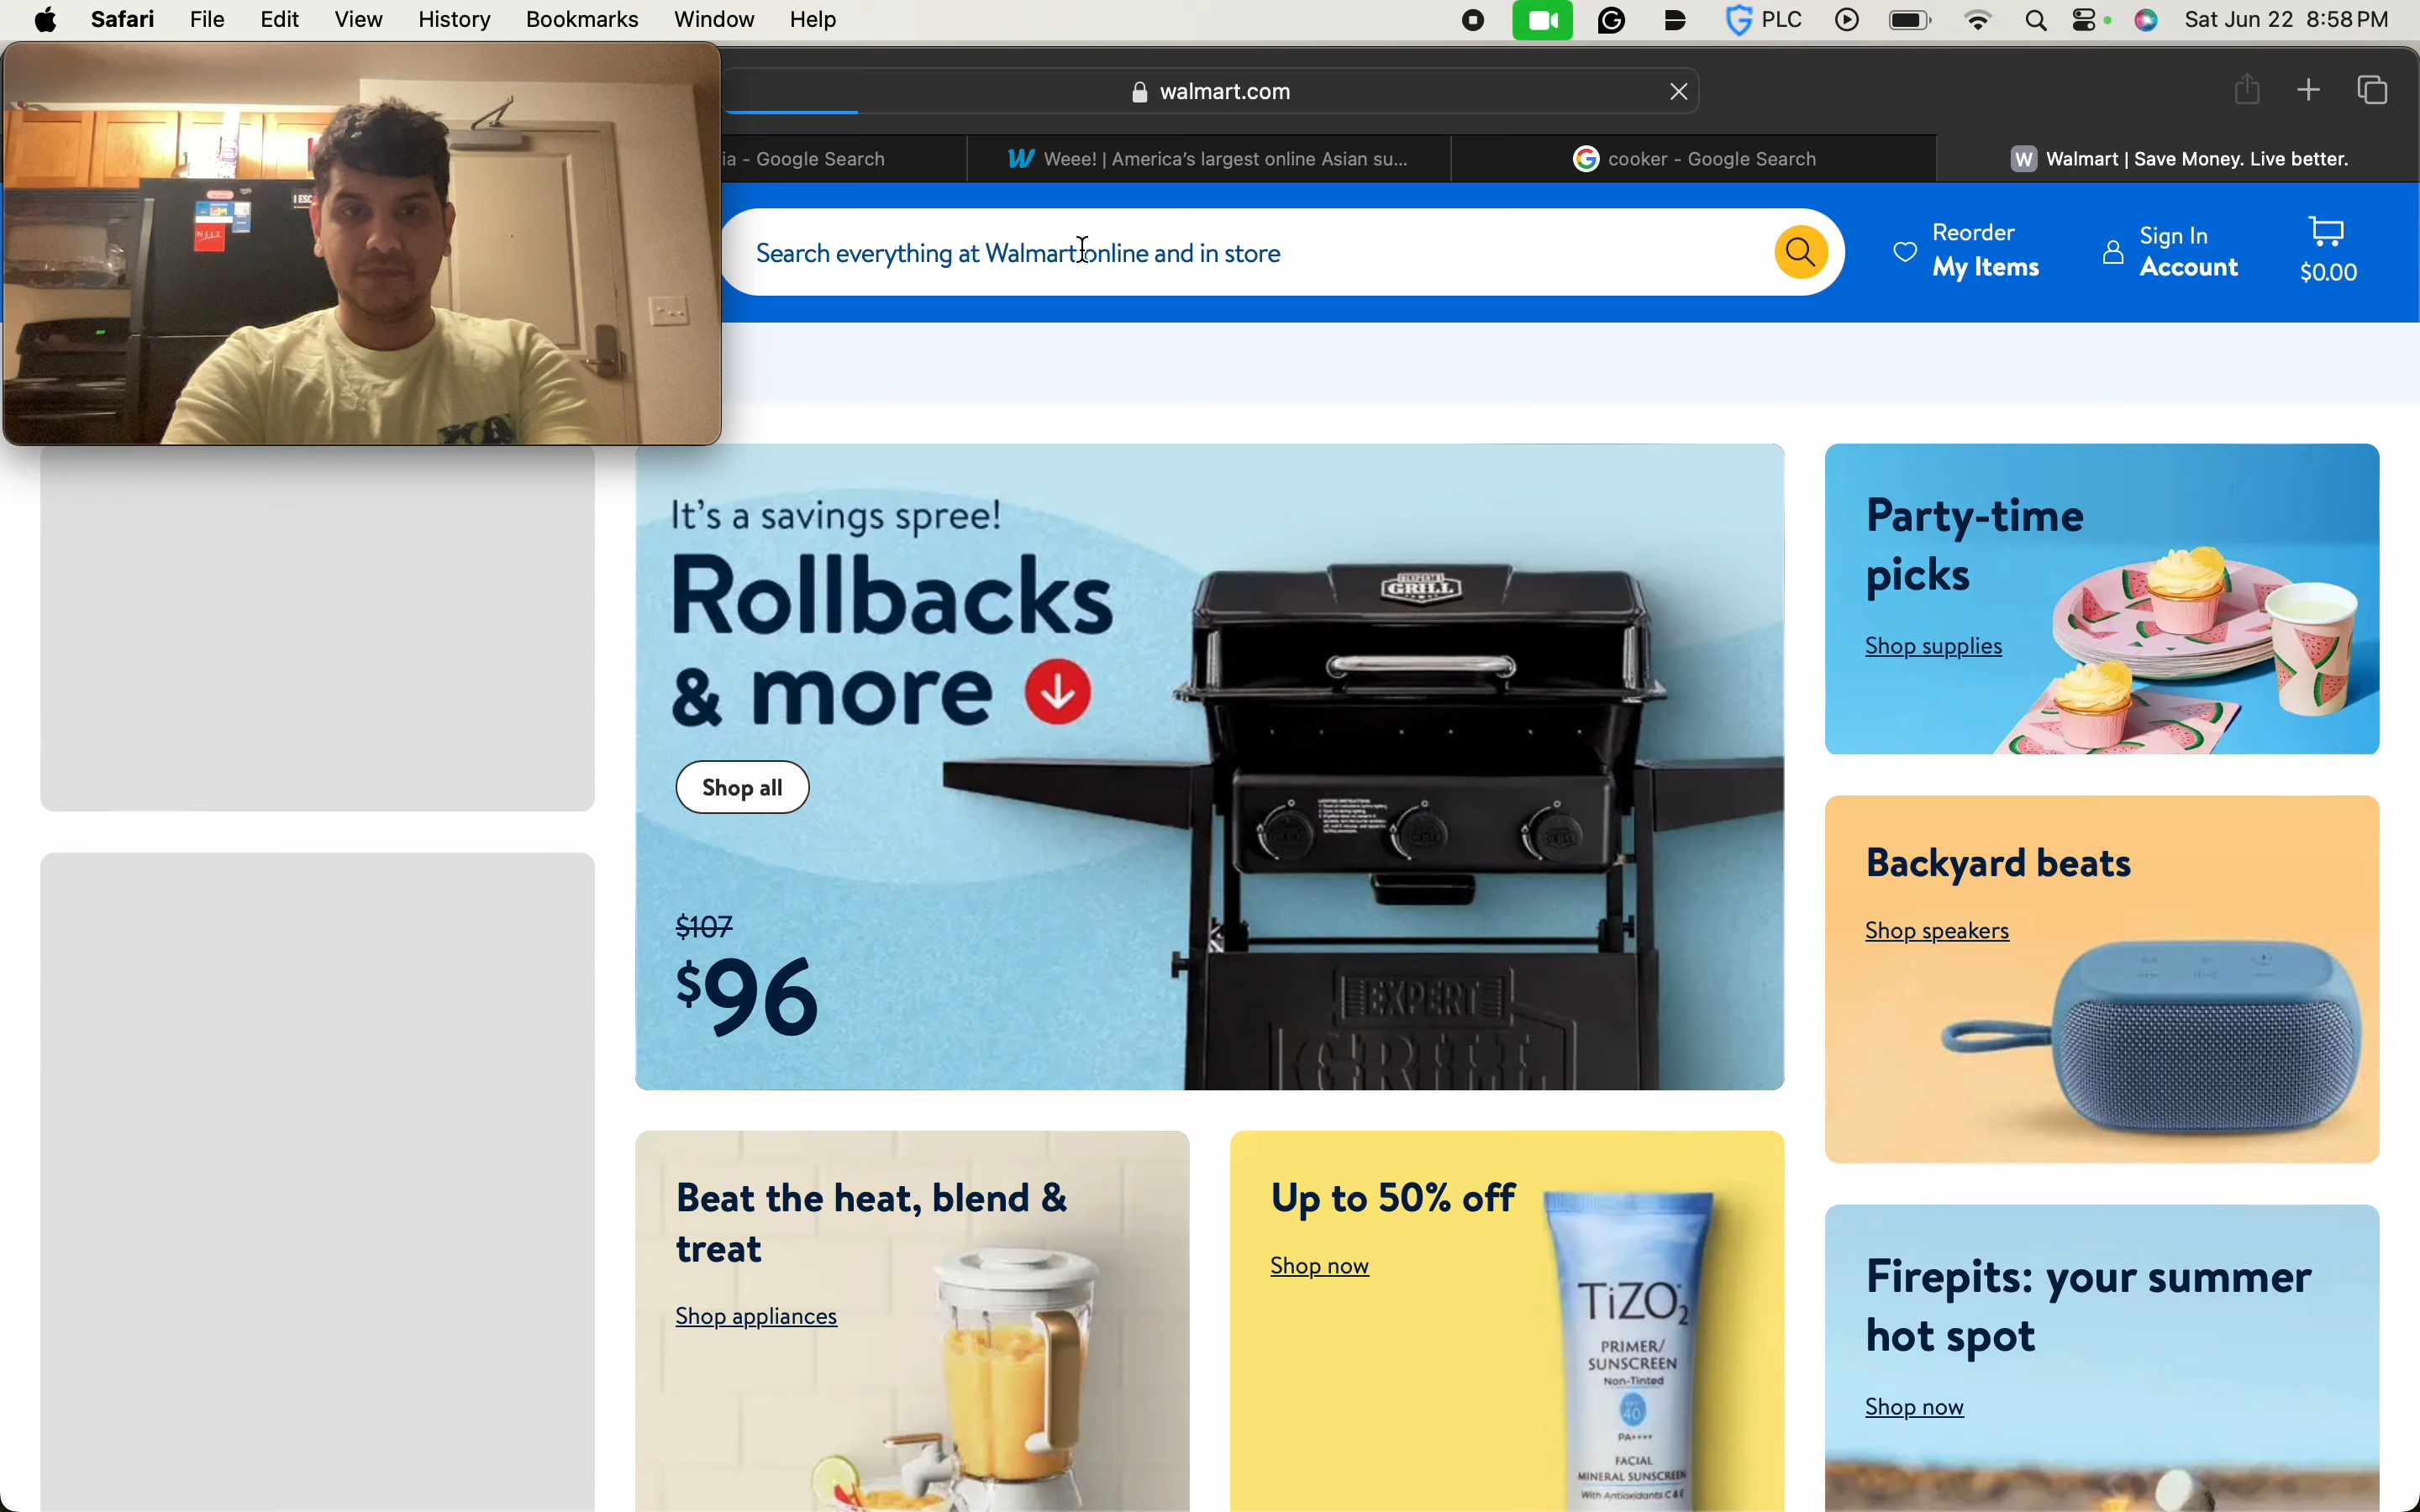 Safari File Edit View History Bookmarks Window Help PLC Sat Jun 22 8:58 PM
walmart.com
ia - Google Search
Weee! | America's largest online Asian su...
cooker - Google Search
W Walmart | Save Money. Live better.
Search everything at Walmart online and in store
Reorder
My Items
Sign In
Account
$0.00
NIIT
It's a savings spree!
Rollbacks
& more
Shop all
$107
$96
EXPERT
GRILL
EXPERT
GRILL
Party-time
picks
Shop supplies
Backyard beats
Shop speakers
Beat the heat, blend &
treat
Shop appliances
Up to 50% off
Shop now
TiZO2
PRIMER/
SUNSCREEN
Non-Tinted
40
PA++++
FACIAL
MINERAL SUNSCREEN
With Antioxidants C & E
Firepits: your summer
hot spot
Shop now